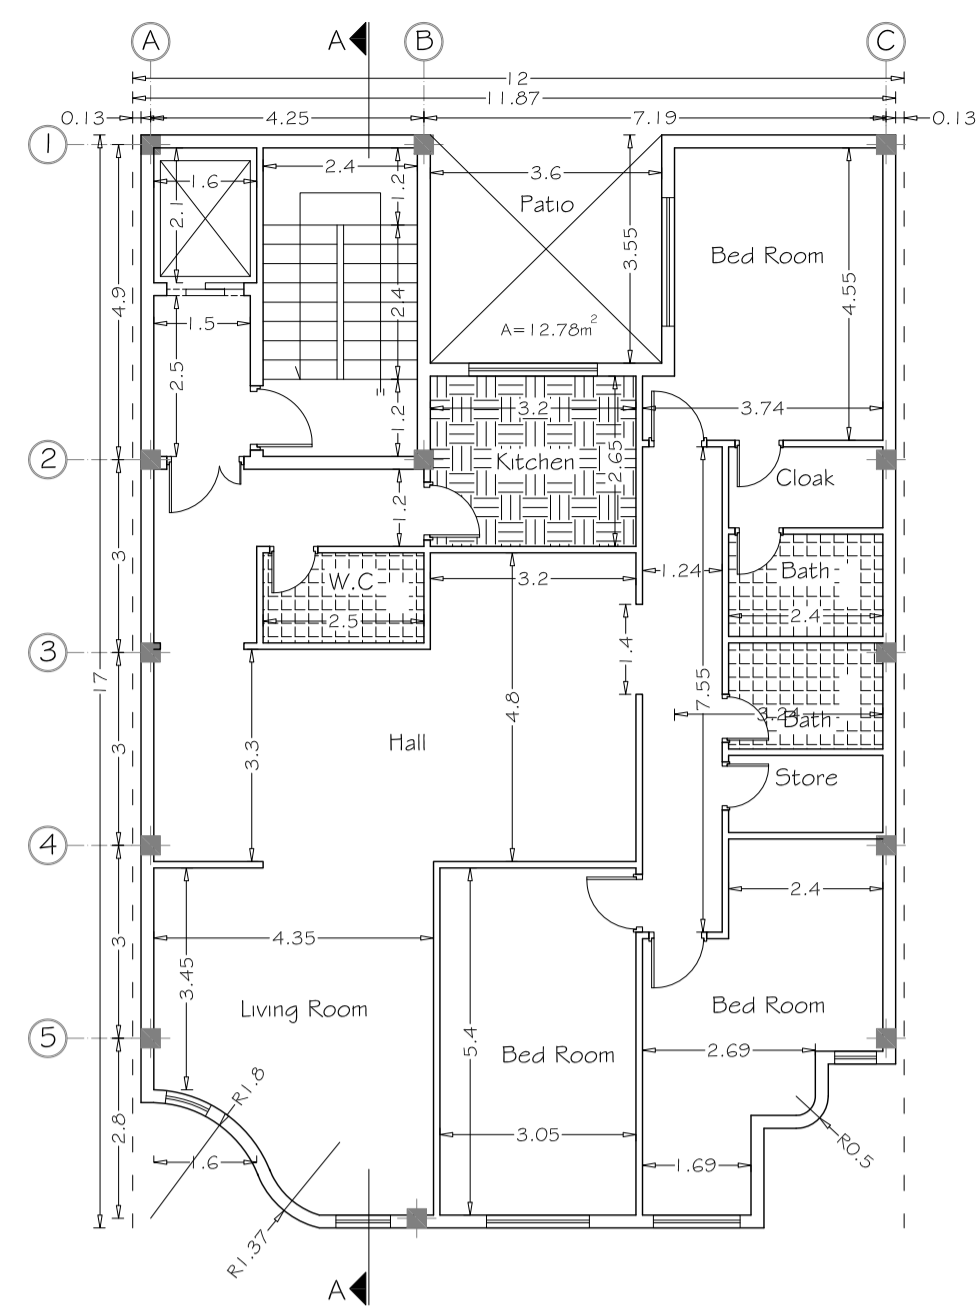 A
A
B
C
12
11.87
0.13
4.25
7.19
0.13
1
2.4
1.2
3.6
1.6
Patio
2.1
3.55
Bed Room
4.55
4.9
2.4
A=12.78m²
1.5
2.5
1.2
3.2
3.74
2
Kitchen
2.65
Cloak
1.2
3
W.C
3.2
1.24
Bath
2.5
2.4
3
1.4
17
7.55
4.8
3.24
Bath
3
3.3
Hall
Store
4
2.4
3
4.35
3.45
Living Room
Bed Room
5
5.4
Bed Room
2.69
R1.8
2.8
3.05
R0.5
1.6
1.69
R1.37
A